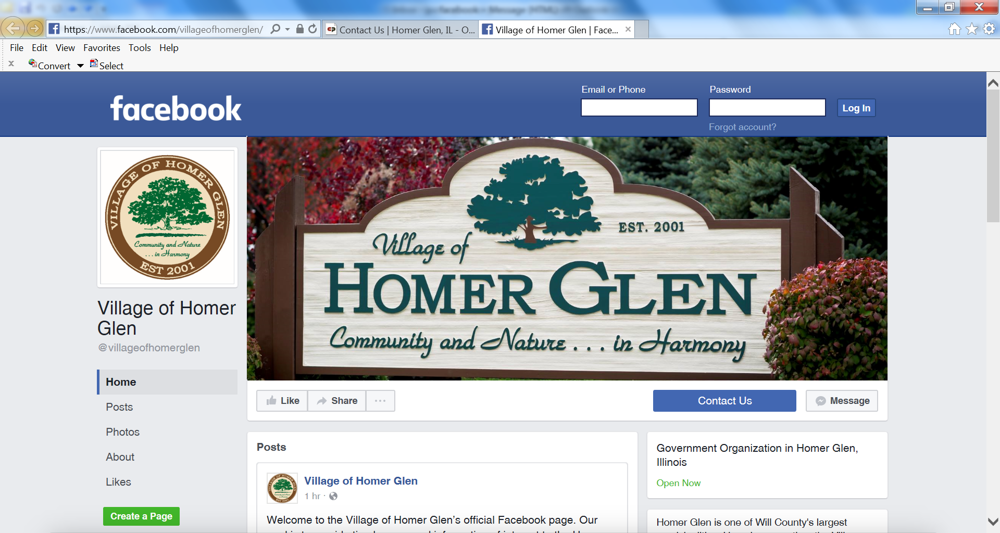 https://www.facebook.com/villageofhomerglen/
Contact Us | Homer Glen, IL - O...
Village of Homer Glen | Face...
File Edit View Favorites Tools Help
Convert Select
facebook
Email or Phone
Password
Log In
Forgot account?
VILLAGE OF HOMER GLEN
Community and Nature
...in Harmony
EST 2001
Village of Homer
Glen
@villageofhomerglen
Home
Posts
Photos
About
Likes
Create a Page
EST. 2001
Village of
HOMER GLEN
Community and Nature . . . in Harmony
Like
Share
Contact Us
Message
Posts
Village of Homer Glen
1 hr ·
Welcome to the Village of Homer Glen’s official Facebook page. Our
Government Organization in Homer Glen,
Illinois
Open Now
Homer Glen is one of Will County's largest